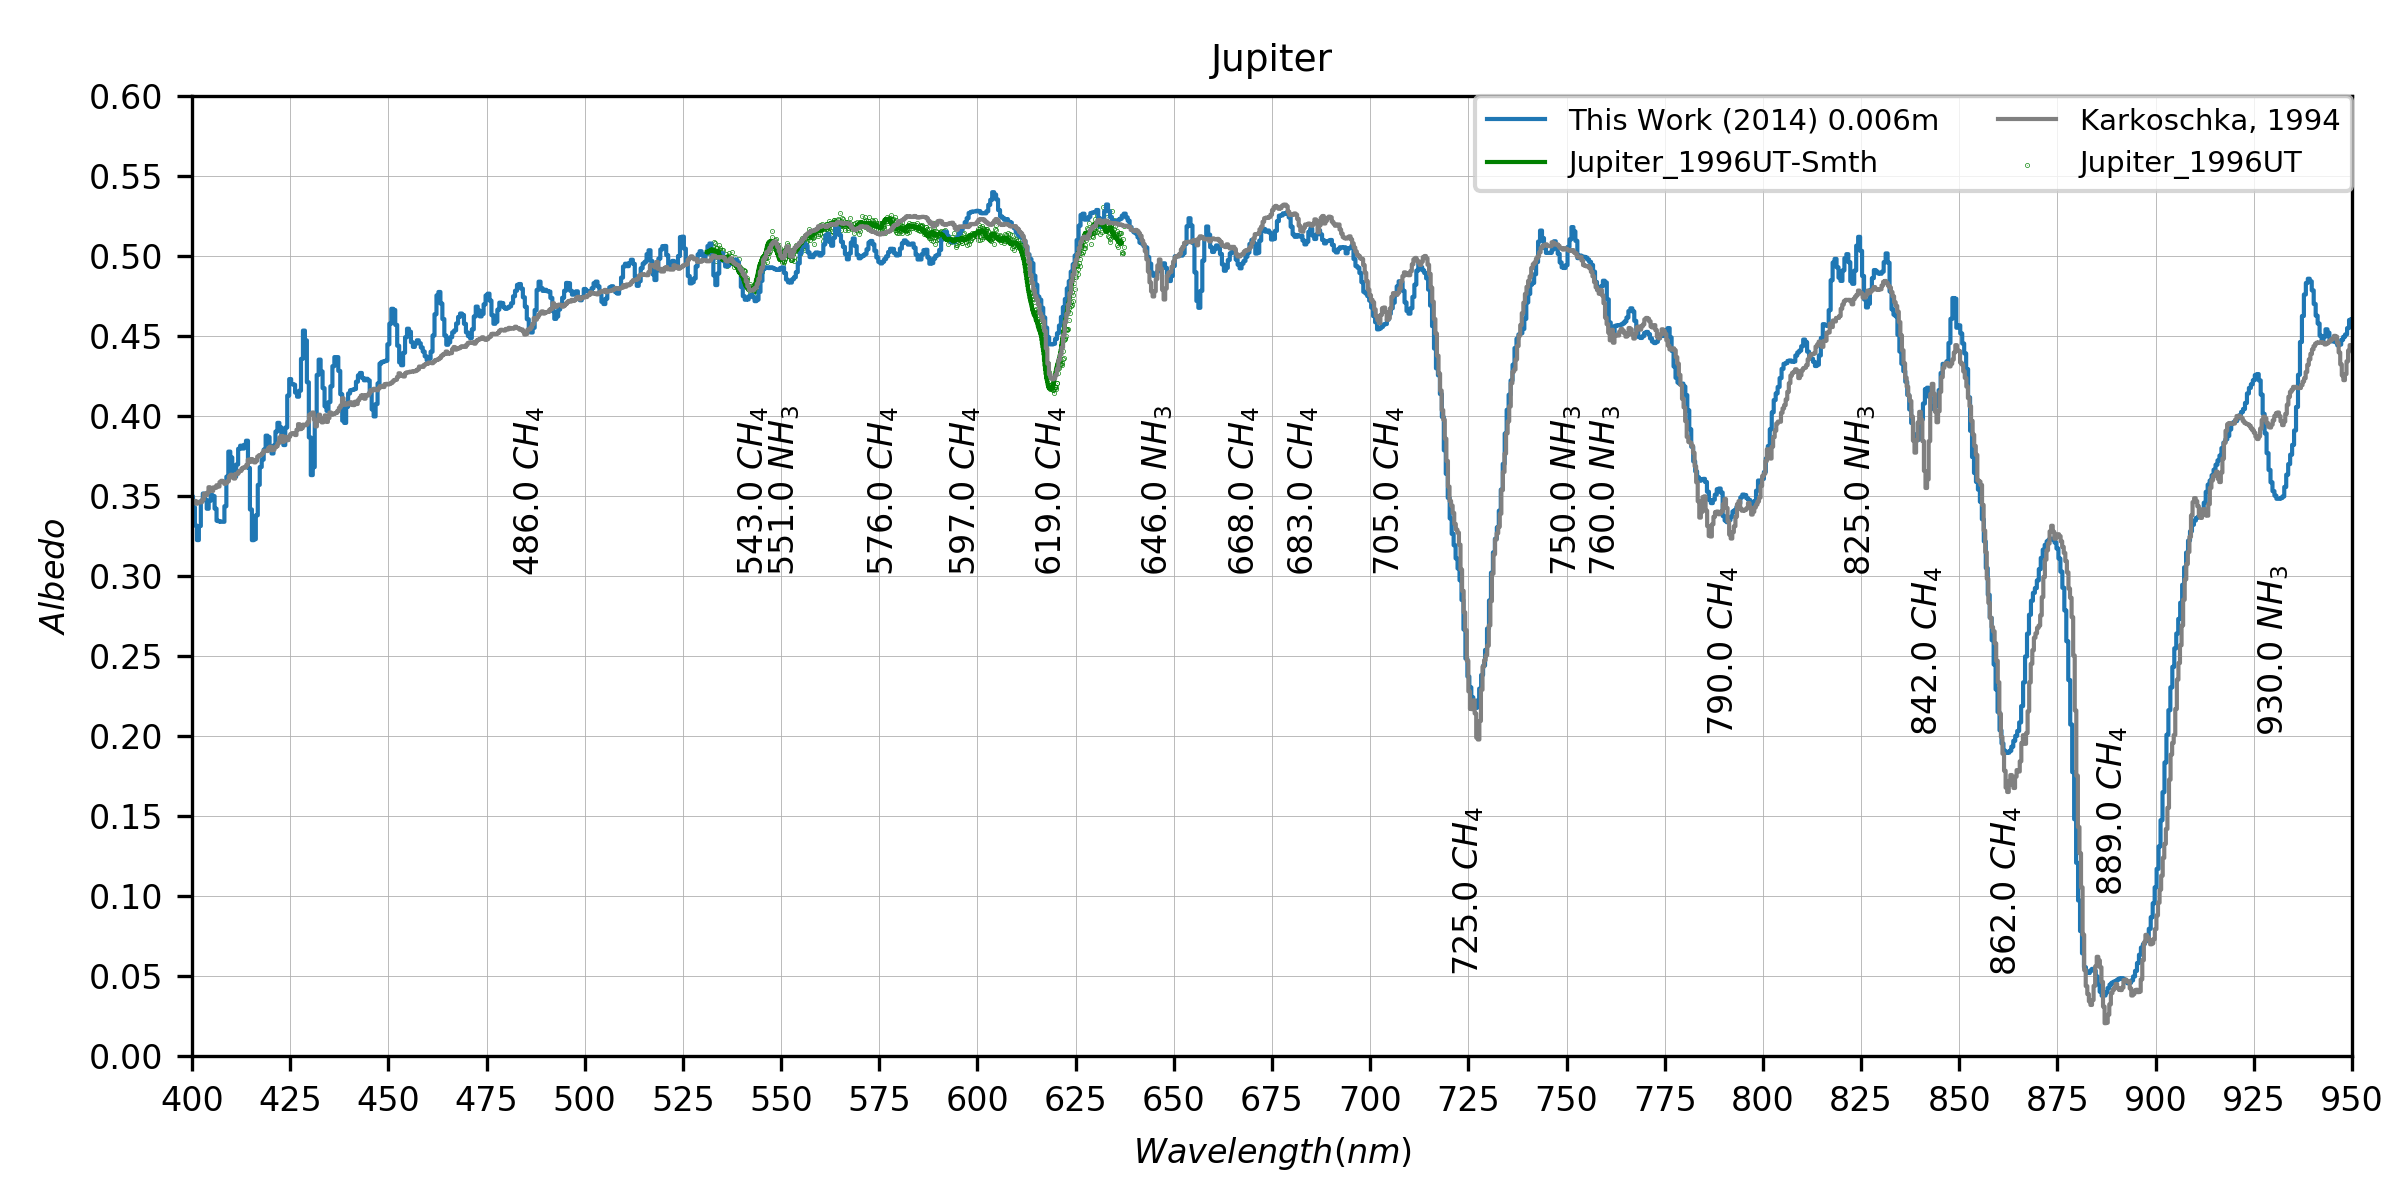 Jupiter
This Work (2014) 0.006m
Karkoschka, 1994
Jupiter_1996UT-Smth
Jupiter_1996UT
0.60
0.55
0.50
0.45
0.40
0.35
0.30
0.25
0.20
0.15
0.10
0.05
0.00
Albedo
486.0 CH₄
543.0 CH₄
551.0 NH₃
576.0 CH₄
597.0 CH₄
619.0 CH₄
646.0 NH₃
668.0 CH₄
683.0 CH₄
705.0 CH₄
725.0 CH₄
750.0 NH₃
760.0 NH₃
790.0 CH₄
825.0 NH₃
842.0 CH₄
862.0 CH₄
889.0 CH₄
930.0 NH₃
400 425 450 475 500 525 550 575 600 625 650 675 700 725 750 775 800 825 850 875 900 925 950
Wavelength(nm)